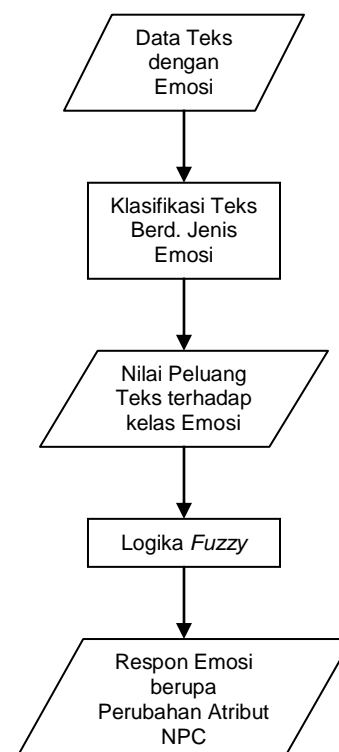 Data Teks
dengan
Emosi
Klasifikasi Teks
Berd. Jenis
Emosi
Nilai Peluang
Teks terhadap
kelas Emosi
Logika Fuzzy
Respon Emosi
berupa
Perubahan Atribut
NPC